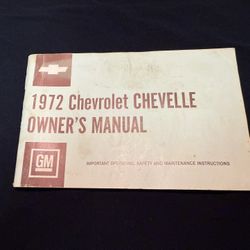 1972 Chevrolet CHEVELLE
OWNER'S MANUAL
GM
IMPORTANT OPERATING, SAFETY AND MAINTENANCE INSTRUCTIONS